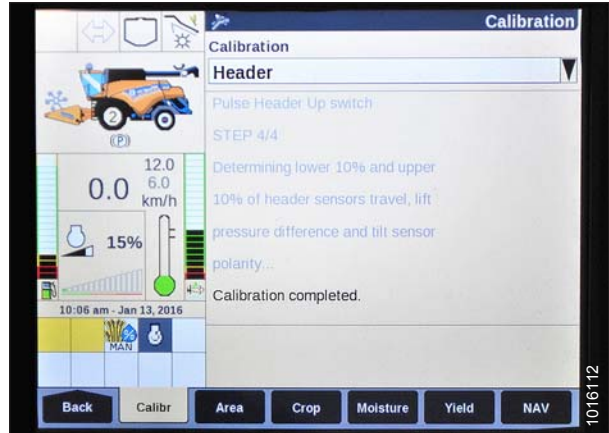 Calibration
Calibration
Header
Pulse Header Up switch
STEP 4/4
Determining lower 10% and upper
10% of header sensors travel, lift
pressure difference and tilt sensor
polarity...
Calibration completed.
2
(P)
12.0
0.0 6.0
km/h
15%
10:06 am - Jan 13, 2016
MAN
Back Calibr Area Crop Moisture Yield NAV
1016112